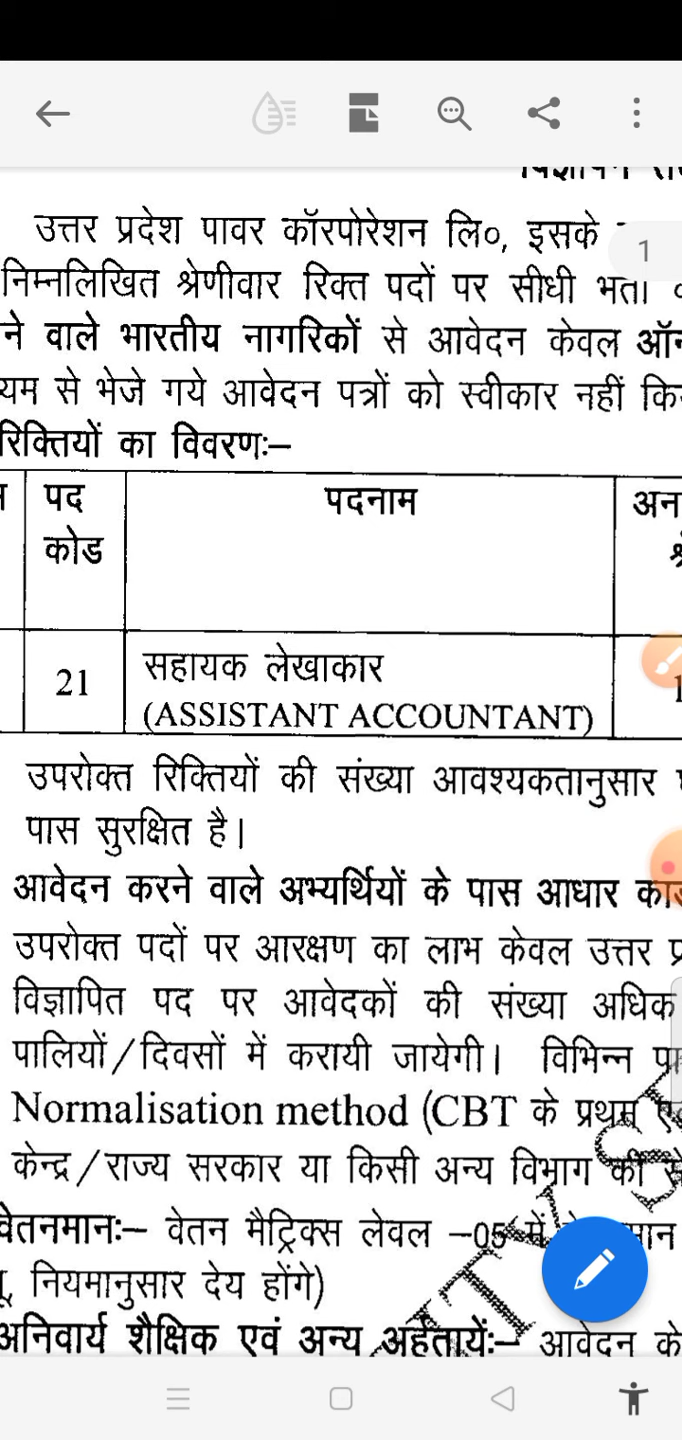 1
उत्तर प्रदेश पावर कॉरपोरेशन लि०, इसके
निम्नलिखित श्रेणीवार रिक्त पदों पर सीधी भर्ती
ने वाले भारतीय नागरिकों से आवेदन केवल
यम से भेजे गये आवेदन पत्रों को स्वीकार नहीं
रिक्तियों का विवरणः–
पद कोड
पदनाम
21
सहायक लेखाकार
(ASSISTANT ACCOUNTANT)
उपरोक्त रिक्तियों की संख्या आवश्यकतानुसार
पास सुरक्षित है।
आवेदन करने वाले अभ्यर्थियों के पास आधार
उपरोक्त पदों पर आरक्षण का लाभ केवल उत्तर
विज्ञापित पद पर आवेदकों की संख्या अधिक
पालियों/दिवसों में करायी जायेगी। विभिन्न
Normalisation method (CBT के प्रथम
केन्द्र/राज्य सरकार या किसी अन्य विभाग की
वेतनमानः– वेतन मैट्रिक्स लेवल –05 में
नियमानुसार देय होंगे)
अनिवार्य शैक्षिक एवं अन्य अर्हतायेंः– आवेदन के